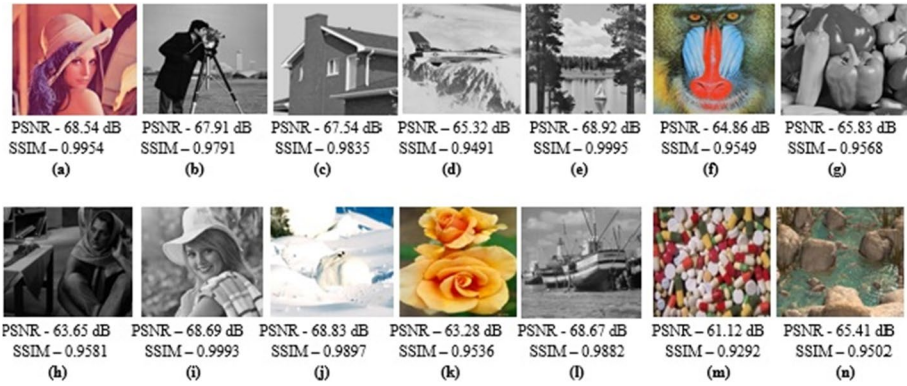 PSNR - 68.54 dB PSNR - 67.91 dB PSNR - 67.54 dB PSNR - 65.32 dB PSNR - 68.92 dB PSNR - 64.86 dB PSNR - 65.83 dB
SSIM – 0.9954 SSIM – 0.9791 SSIM – 0.9835 SSIM – 0.9491 SSIM – 0.9995 SSIM – 0.9549 SSIM – 0.9568
(a) (b) (c) (d) (e) (f) (g)
PSNR - 63.65 dB PSNR - 68.69 dB PSNR - 68.83 dB PSNR - 63.28 dB PSNR - 68.67 dB PSNR - 61.12 dB PSNR - 65.41 dB
SSIM – 0.9581 SSIM – 0.9993 SSIM – 0.9897 SSIM – 0.9536 SSIM – 0.9882 SSIM – 0.9292 SSIM – 0.9502
(h) (i) (j) (k) (l) (m) (n)